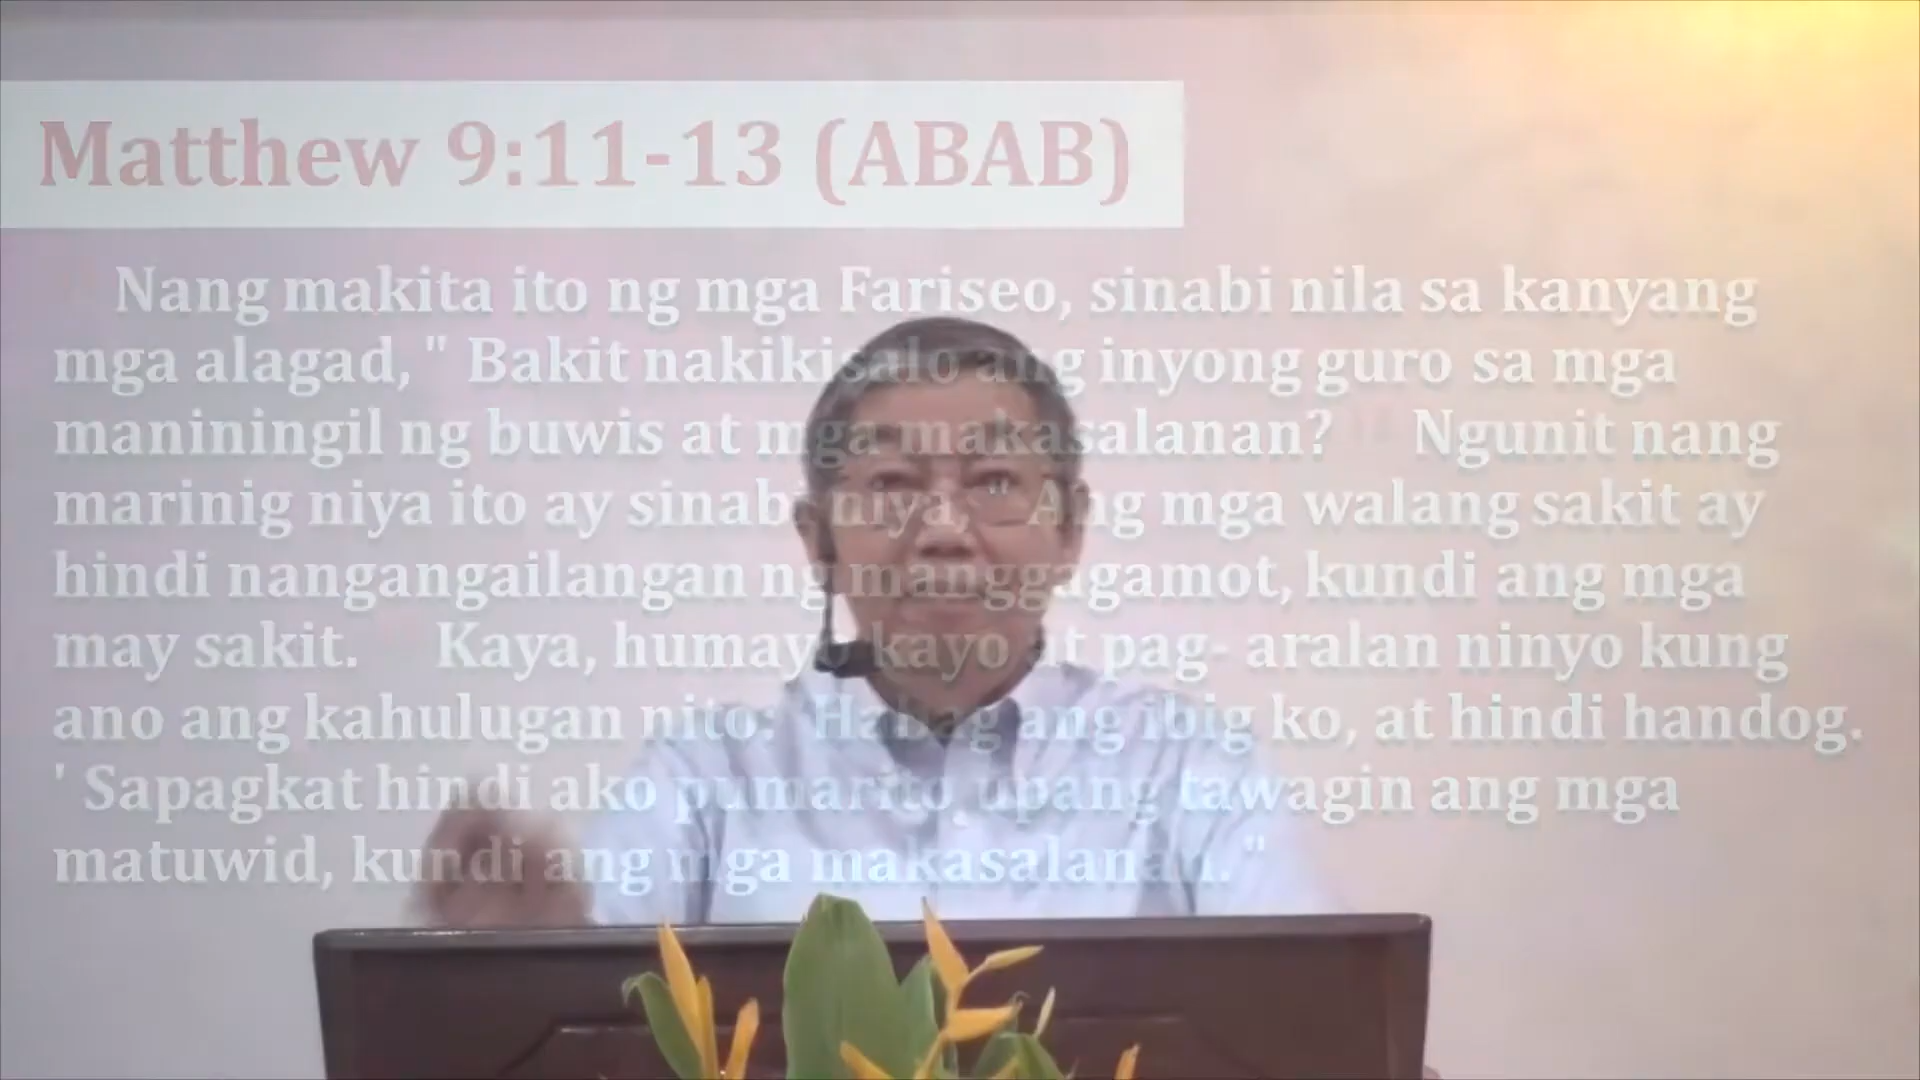 Matthew 9:11-13 (ABAB)
Nang makita ito ng mga Fariseo, sinabi nila sa kanyang
mga alagad, " Bakit nakikisalo ang inyong guro sa mga
maniningil ng buwis at mga makasalanan? " Ngunit nang
marinig niya ito ay sinabi niya, " Ang mga walang sakit ay
hindi nangangailangan ng manggagamot, kundi ang mga
may sakit. Kaya, humayo kayo at pag- aralan ninyo kung
ano ang kahulugan nito: ' Habag ang ibig ko, at hindi handog.
' Sapagkat hindi ako pumarito upang tawagin ang mga
matuwid, kundi ang mga makasalanan. "